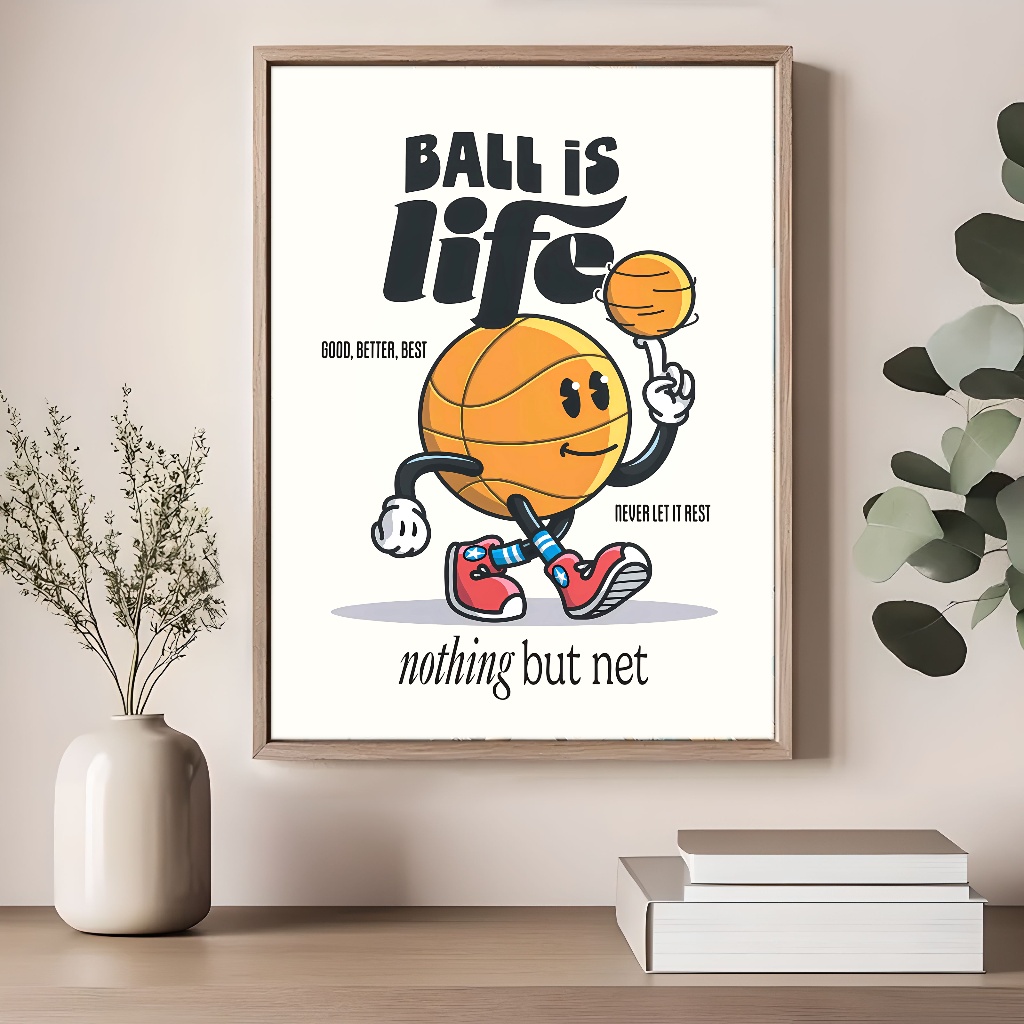 BALL iS
life
GOOD, BETTER, BEST
NEVER LET IT REST
nothing but net